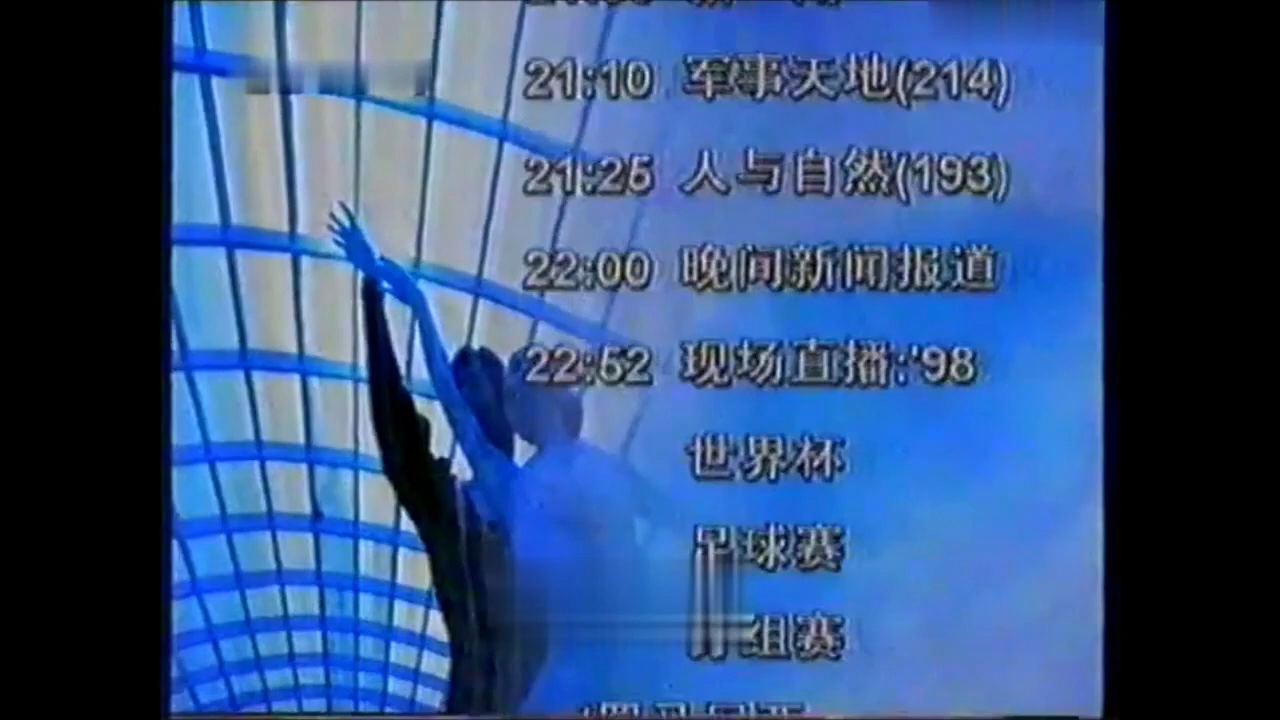 21:10 军事天地(214)
21:25 人与自然(193)
22:00 晚间新闻报道
22:52 现场直播:'98
世界杯
足球赛
组赛